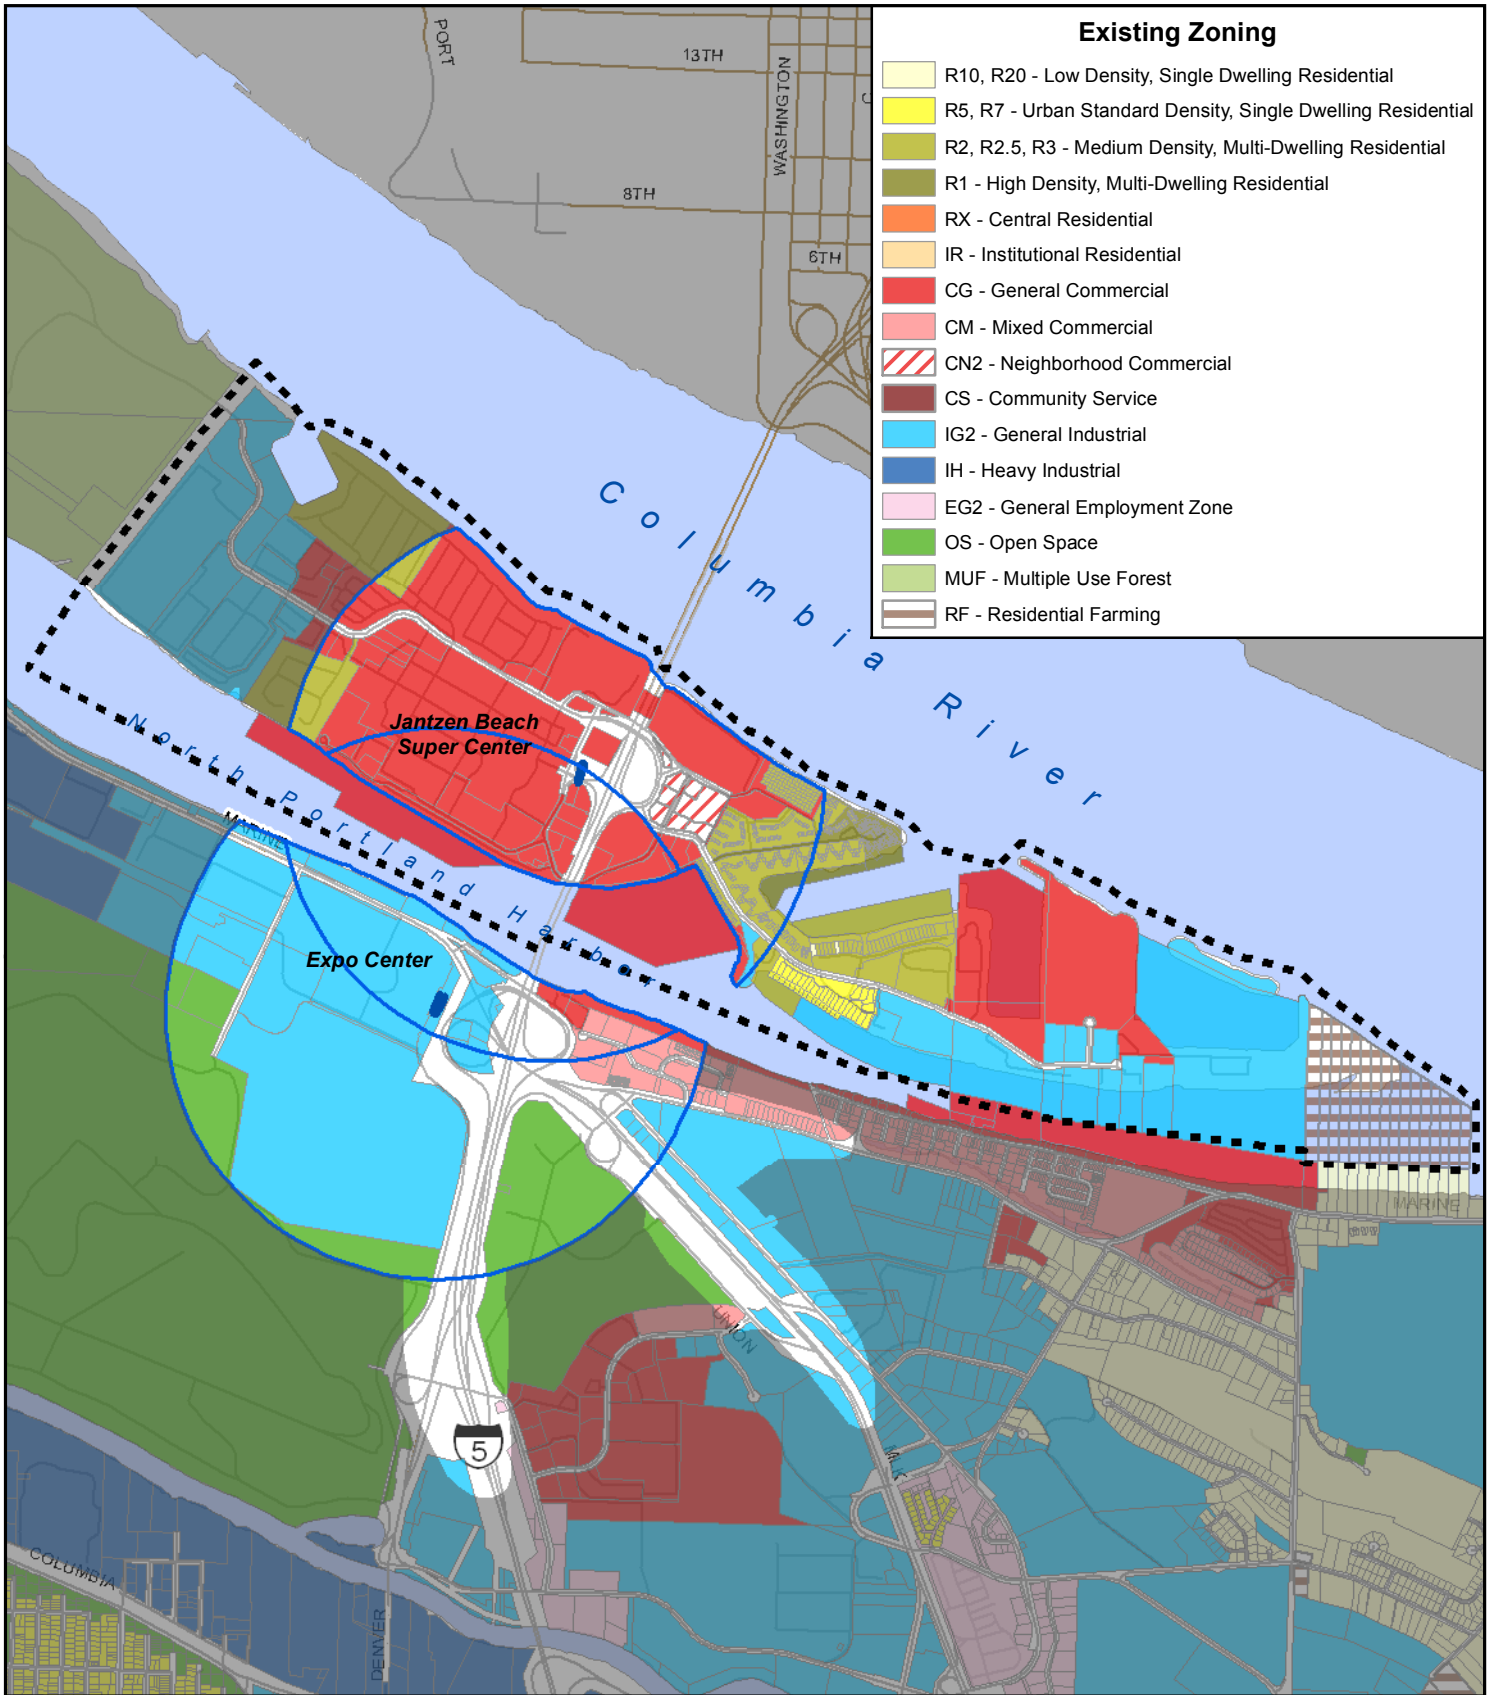 Existing Zoning
R10, R20 - Low Density, Single Dwelling Residential
R5, R7 - Urban Standard Density, Single Dwelling Residential
R2, R2.5, R3 - Medium Density, Multi-Dwelling Residential
R1 - High Density, Multi-Dwelling Residential
RX - Central Residential
IR - Institutional Residential
CG - General Commercial
CM - Mixed Commercial
CN2 - Neighborhood Commercial
CS - Community Service
IG2 - General Industrial
IH - Heavy Industrial
EG2 - General Employment Zone
OS - Open Space
MUF - Multiple Use Forest
RF - Residential Farming
PORT
13TH
WASHINGTON
8TH
6TH
Columbia River
Jantzen Beach
Super Center
North Portland Harbor
MARINE
Expo Center
MARINE
UNION
5
MLK
COLUMBIA
DENVER